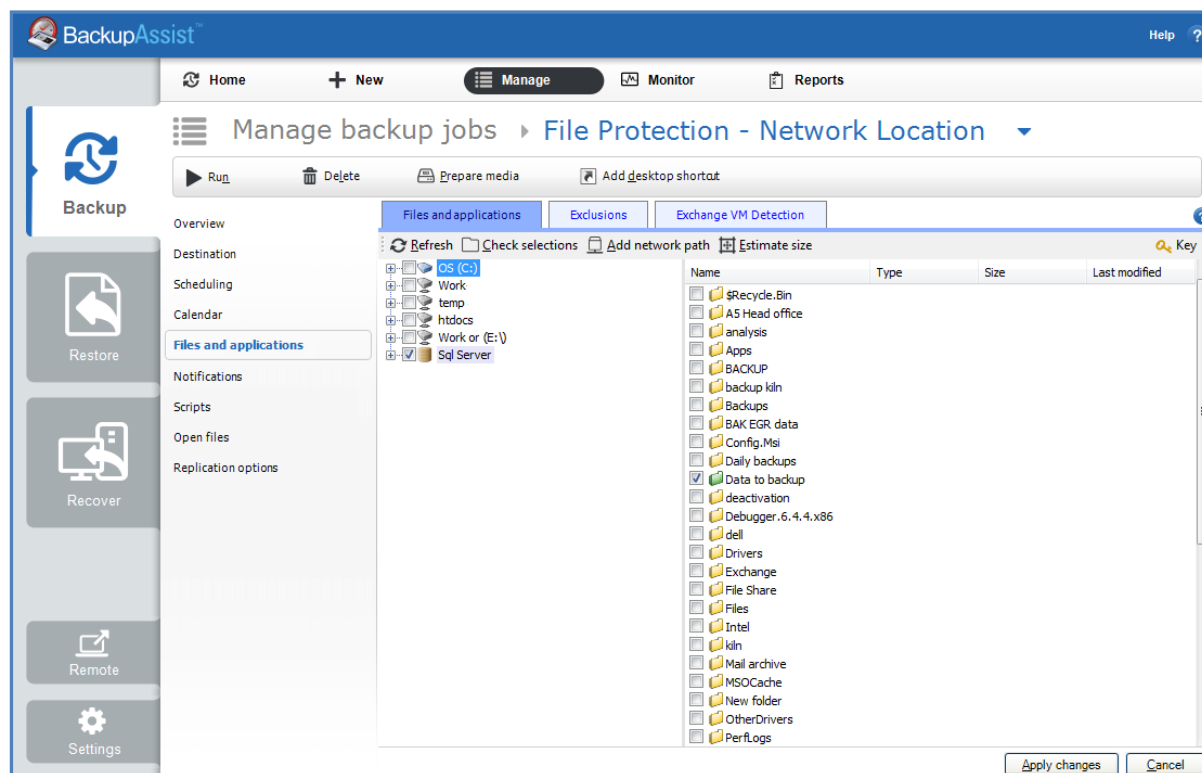 BackupAssist™
Help ?
Home New Manage Monitor Reports
Manage backup jobs File Protection - Network Location
Run Delete Prepare media Add desktop shortcut
Backup
Restore
Recover
Remote
Settings
Overview
Destination
Scheduling
Calendar
Files and applications
Notifications
Scripts
Open files
Replication options
Files and applications Exclusions Exchange VM Detection
?
Refresh Check selections Add network path Estimate size Key
OS (C:)
Work
temp
htdocs
Work or (E:\)
Sql Server
Name Type Size Last modified
$Recycle.Bin
A5 Head office
analysis
Apps
BACKUP
backup kiln
Backups
BAK EGR data
Config.Msi
Daily backups
Data to backup
deactivation
Debugger.6.4.4.x86
dell
Drivers
Exchange
File Share
Files
Intel
kiln
Mail archive
MSOCache
New folder
OtherDrivers
PerfLogs
Apply changes Cancel